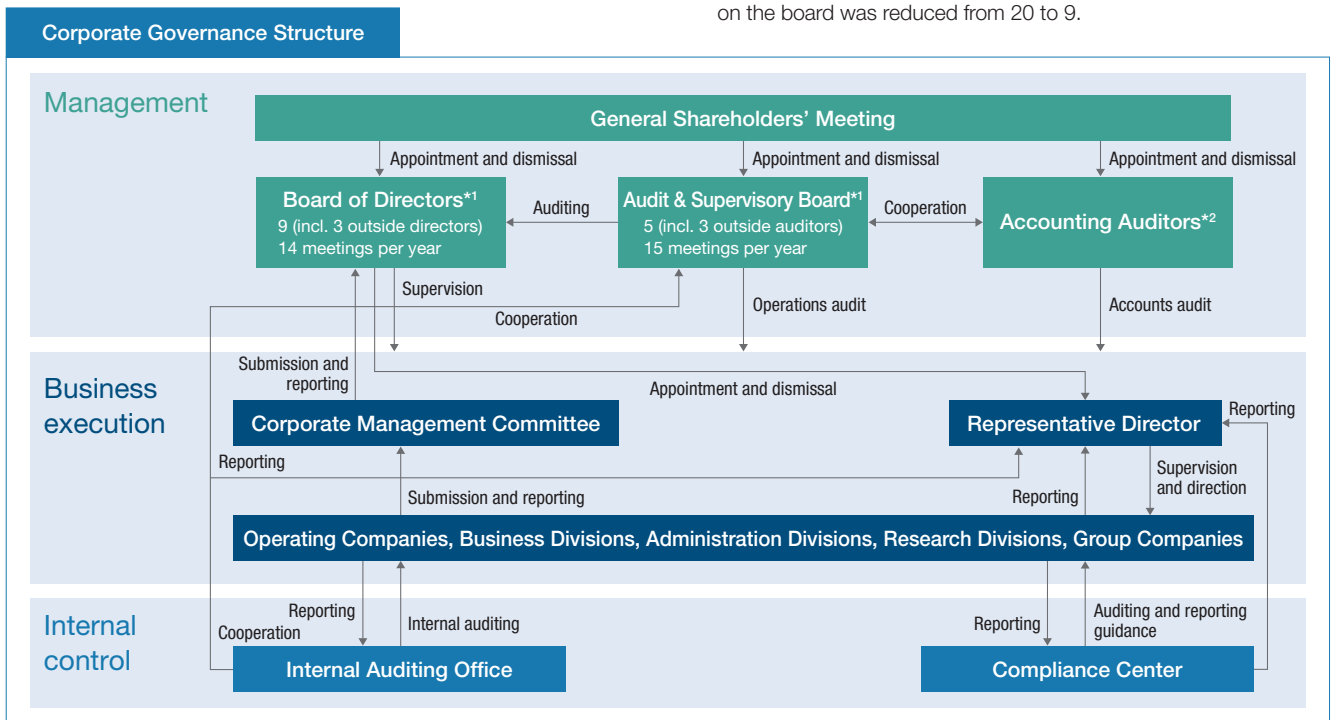 on the board was reduced from 20 to 9.
Corporate Governance Structure
Management
General Shareholders’ Meeting
Appointment and dismissal
Appointment and dismissal
Appointment and dismissal
Board of Directors*1
9 (incl. 3 outside directors)
14 meetings per year
Auditing
Audit & Supervisory Board*1
5 (incl. 3 outside auditors)
15 meetings per year
Cooperation
Accounting Auditors*2
Supervision
Cooperation
Operations audit
Accounts audit
Business
execution
Submission and
reporting
Appointment and dismissal
Corporate Management Committee
Representative Director
Reporting
Reporting
Submission and reporting
Reporting
Supervision
and direction
Operating Companies, Business Divisions, Administration Divisions, Research Divisions, Group Companies
Internal
control
Reporting
Cooperation
Internal auditing
Reporting
Auditing and reporting
guidance
Internal Auditing Office
Compliance Center